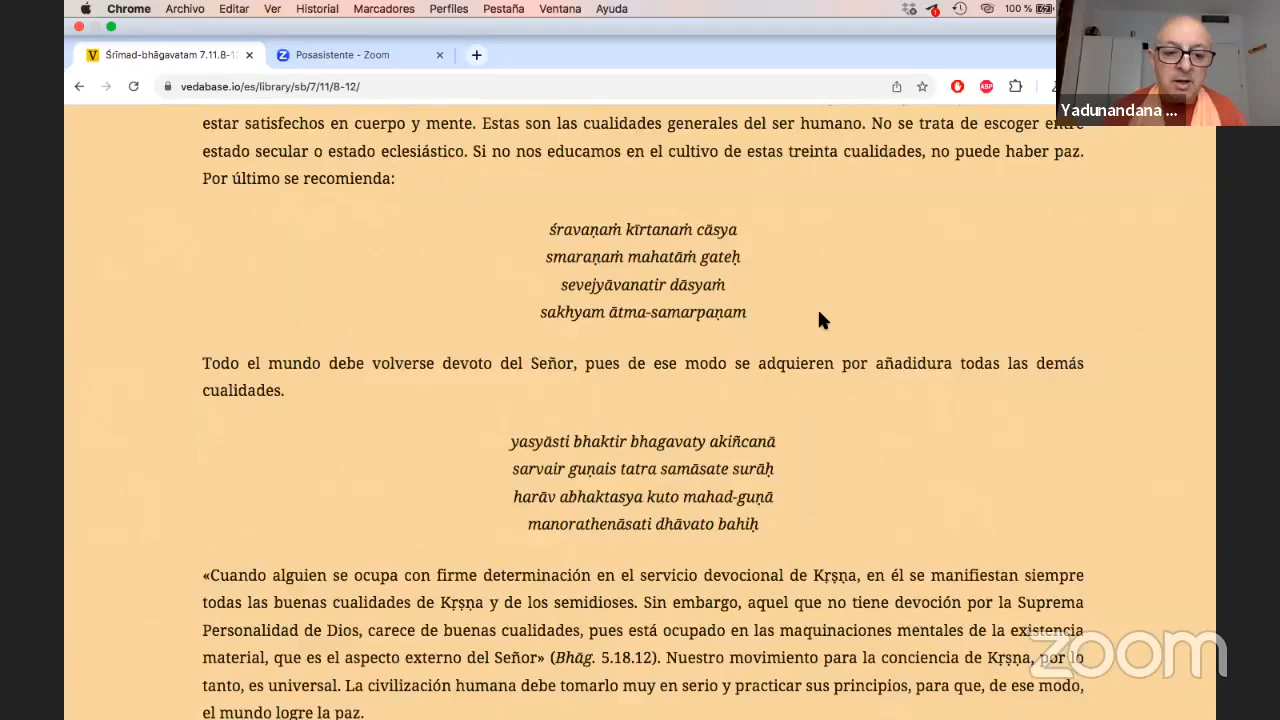 Chrome Archivo Editar Ver Historial Marcadores Perfiles Pestaña Ventana Ayuda 100 %
Śrīmad-bhāgavatam 7.11.8-12 Posasistente - Zoom
vedabase.io/es/library/sb/7/11/8-12/
Yadunandana ...
estar satisfechos en cuerpo y mente. Estas son las cualidades generales del ser humano. No se trata de escoger entre
estado secular o estado eclesiástico. Si no nos educamos en el cultivo de estas treinta cualidades, no puede haber paz.
Por último se recomienda:
śravaṇaṁ kīrtanaṁ cāsya
smaraṇaṁ mahatāṁ gateḥ
sevejyāvanatir dāsyaṁ
sakhyam ātma-samarpaṇam
Todo el mundo debe volverse devoto del Señor, pues de ese modo se adquieren por añadidura todas las demás
cualidades.
yasyāsti bhaktir bhagavaty akiñcanā
sarvair guṇais tatra samāsate surāḥ
harāv abhaktasya kuto mahad-guṇā
manorathenāsati dhāvato bahiḥ
«Cuando alguien se ocupa con firme determinación en el servicio devocional de Kṛṣṇa, en él se manifiestan siempre
todas las buenas cualidades de Kṛṣṇa y de los semidioses. Sin embargo, aquel que no tiene devoción por la Suprema
Personalidad de Dios, carece de buenas cualidades, pues está ocupado en las maquinaciones mentales de la existencia
material, que es el aspecto externo del Señor» (Bhāg. 5.18.12). Nuestro movimiento para la conciencia de Kṛṣṇa, por lo
tanto, es universal. La civilización humana debe tomarlo muy en serio y practicar sus principios, para que, de ese modo,
el mundo logre la paz.
zoom